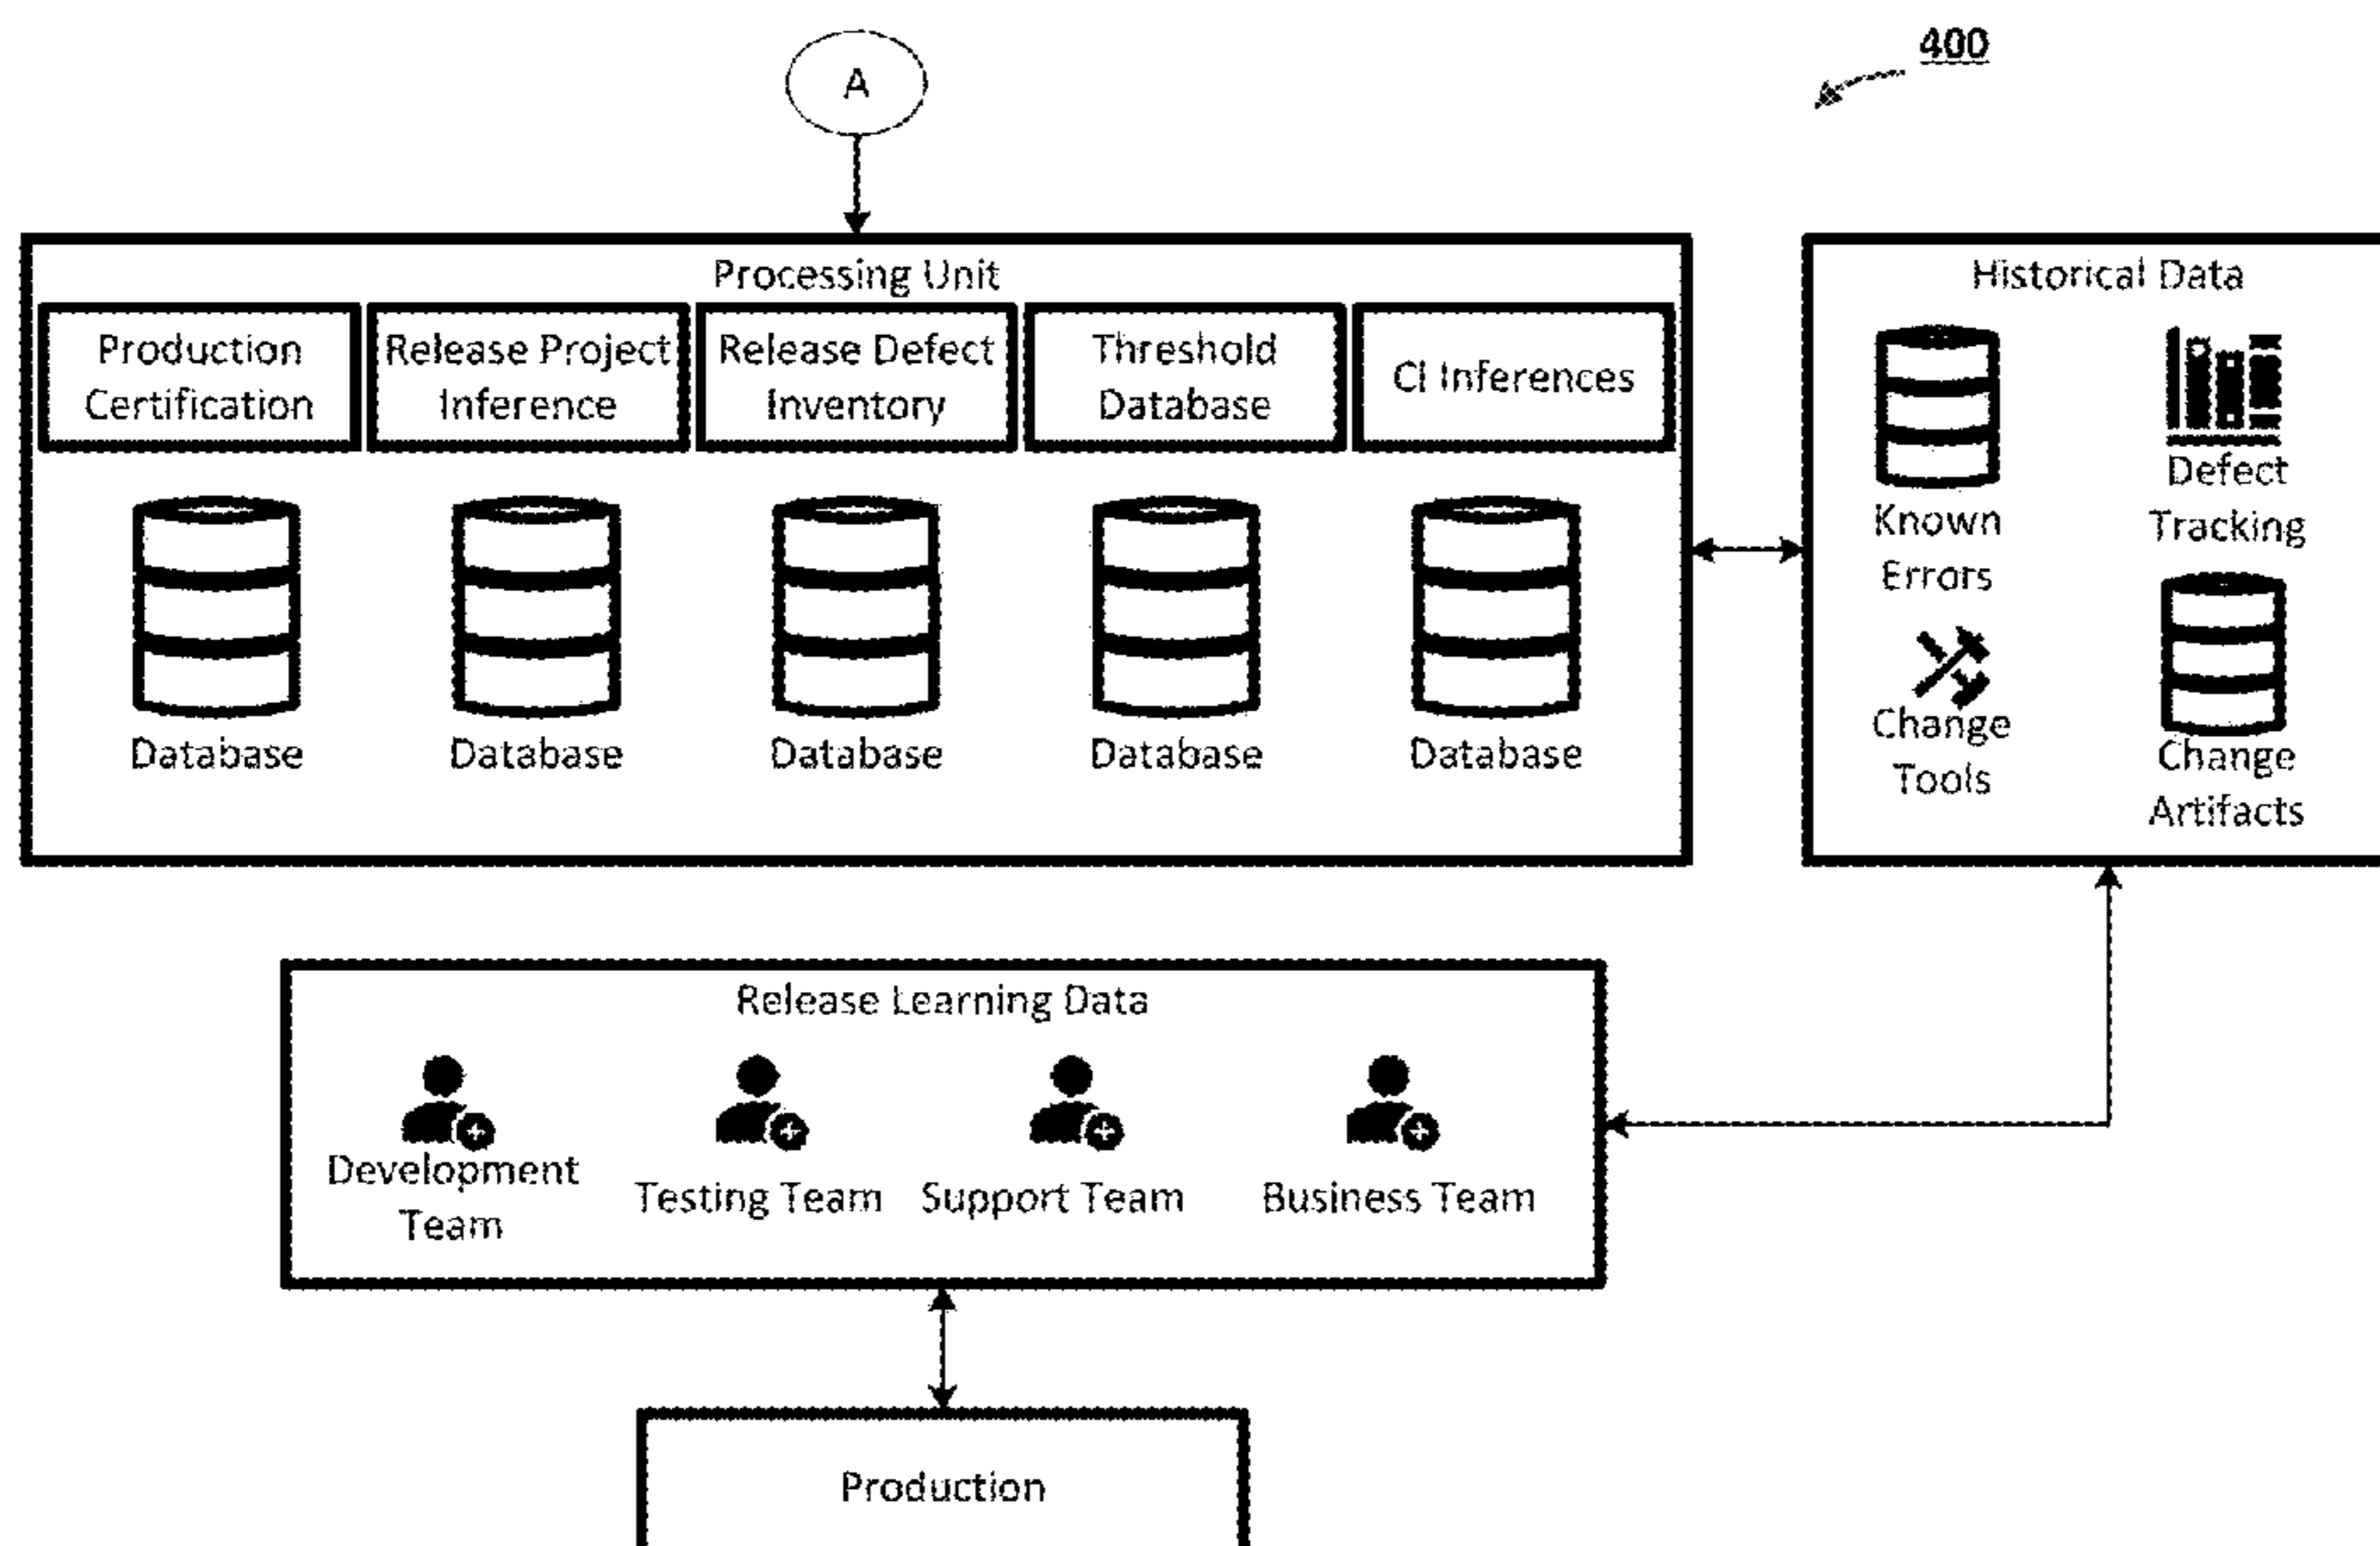 400
A
Processing Unit
Production
Certification
Release Project
Inference
Release Defect
Inventory
Threshold
Database
CI Inferences
Database
Database
Database
Database
Database
Historical Data
Known
Errors
Defect
Tracking
Change
Tools
Change
Artifacts
Release Learning Data
Development
Team
Testing Team
Support Team
Business Team
Production